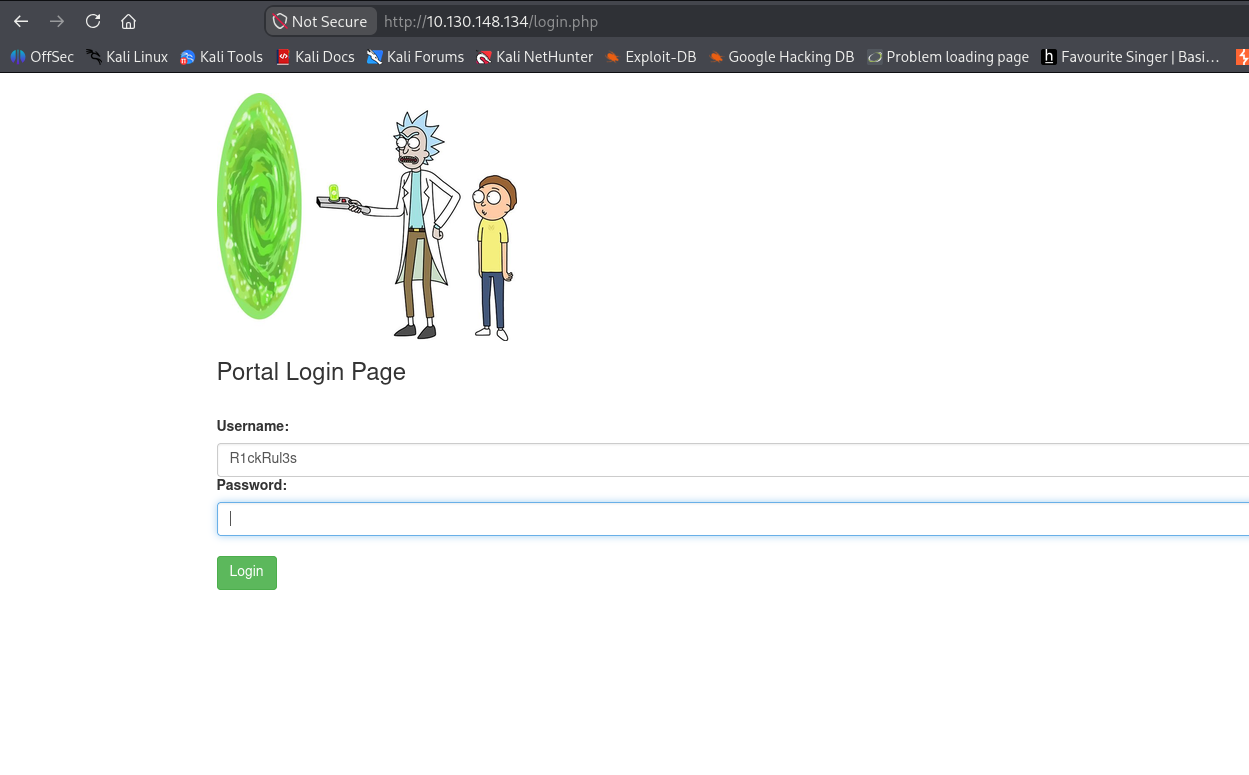 Not Secure http://10.130.148.134/login.php
OffSec Kali Linux Kali Tools Kali Docs Kali Forums Kali NetHunter Exploit-DB Google Hacking DB Problem loading page Favourite Singer | Basi…
Portal Login Page
Username:
R1ckRul3s
Password:
Login